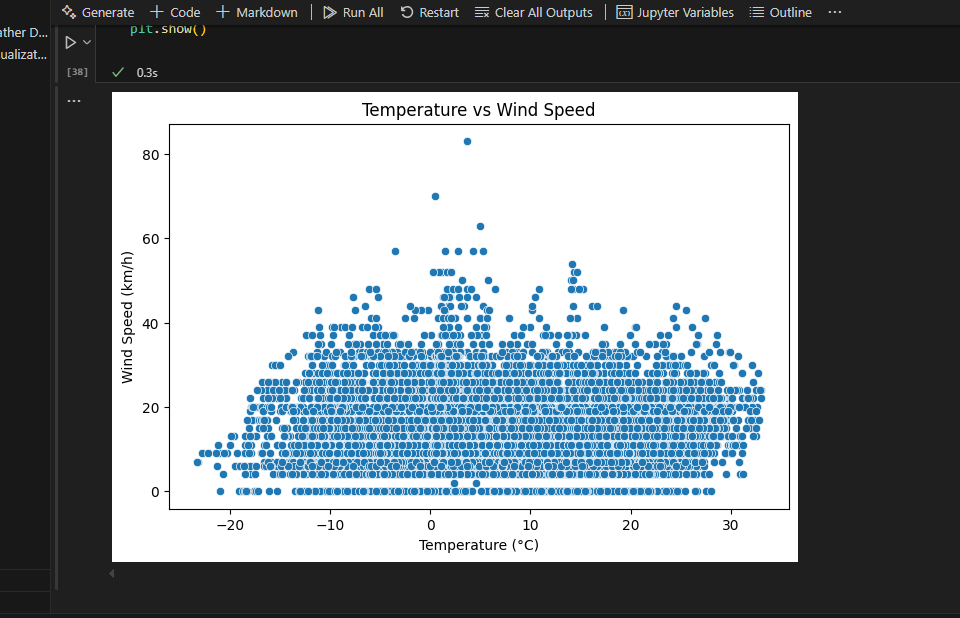 Generate + Code + Markdown | Run All Restart Clear All Outputs | Jupyter Variables Outline ...
ather D...
ualizat...
plt.show()
[38] ✓ 0.3s
...
Temperature vs Wind Speed
80
60
40
20
0
Wind Speed (km/h)
−20 −10 0 10 20 30
Temperature (°C)